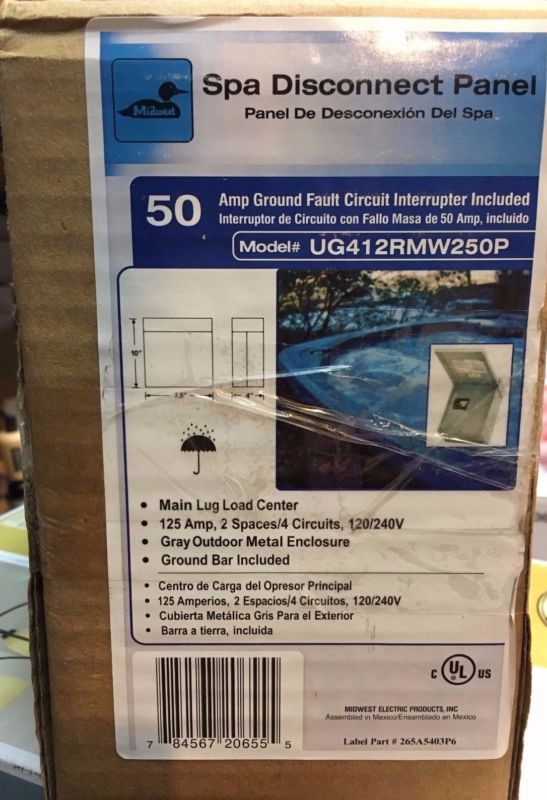 Midwest
Spa Disconnect Panel
Panel De Desconexión Del Spa
50
Amp Ground Fault Circuit Interrupter Included
Interruptor de Circuito con Fallo Masa de 50 Amp, incluido
Model# UG412RMW250P
10"
7.5"
4"
• Main Lug Load Center
• 125 Amp, 2 Spaces/4 Circuits, 120/240V
• Gray Outdoor Metal Enclosure
• Ground Bar Included
• Centro de Carga del Opresor Principal
• 125 Amperios, 2 Espacios/4 Circuitos, 120/240V
• Cubierta Metálica Gris Para el Exterior
• Barra a tierra, incluida
C UL US
MIDWEST ELECTRIC PRODUCTS, INC
Assembled in Mexico/Ensamblado en Mexico
7 84567 20655 5
Label Part # 265A5403P6